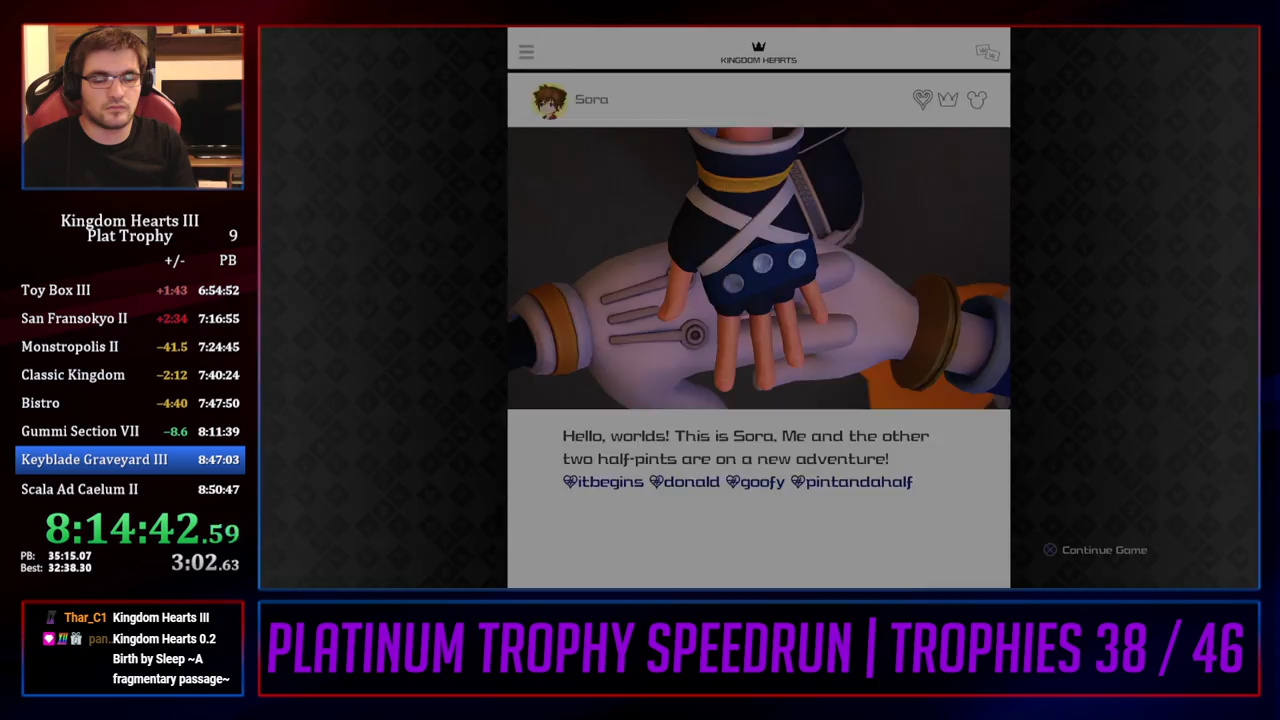 Kingdom Hearts III
Plat Trophy 9
+/- PB
Toy Box III +1:43 6:54:52
San Fransokyo II +2:34 7:16:55
Monstropolis II −41.5 7:24:45
Classic Kingdom −2:12 7:40:24
Bistro −4:40 7:47:50
Gummi Section VII −8.6 8:11:39
Keyblade Graveyard III 8:47:03
Scala Ad Caelum II 8:50:47
8:14:42.59
PB: 35:15.07
Best: 32:38.30
3:02.63
Thar_C1 Kingdom Hearts III
pan. Kingdom Hearts 0.2
Birth by Sleep ~A
fragmentary passage~
KINGDOM HEARTS
Sora
Hello, worlds! This is Sora. Me and the other
two half-pints are on a new adventure!
itbegins donald goofy pintandahalf
Continue Game
PLATINUM TROPHY SPEEDRUN | TROPHIES 38 / 46